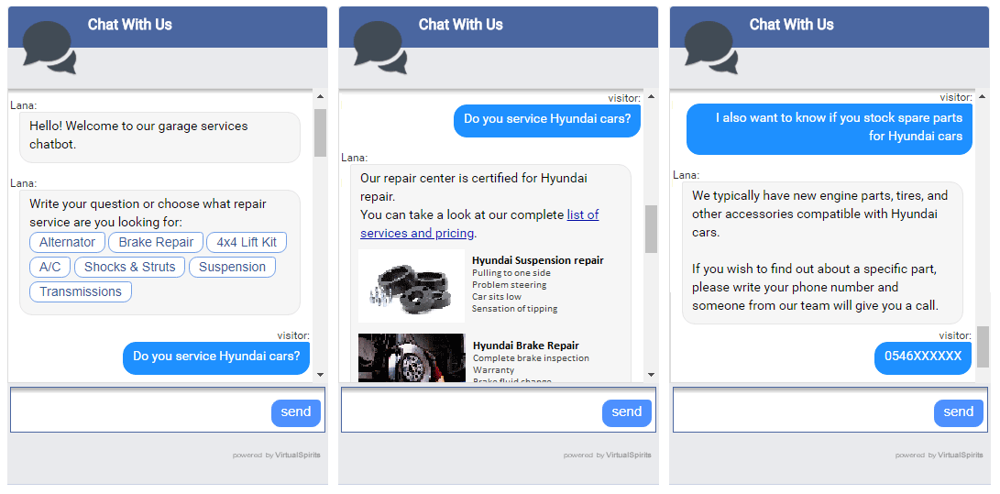 Chat With Us
Lana:
Hello! Welcome to our garage services
chatbot.
Lana:
Write your question or choose what repair
service are you looking for:
Alternator Brake Repair 4x4 Lift Kit
A/C Shocks & Struts Suspension
Transmissions
visitor:
Do you service Hyundai cars?
send
powered by VirtualSpirits
Chat With Us
visitor:
Do you service Hyundai cars?
Lana:
Our repair center is certified for Hyundai
repair.
You can take a look at our complete list of
services and pricing.
Hyundai Suspension repair
Pulling to one side
Problem steering
Car sits low
Sensation of tipping
Hyundai Brake Repair
Complete brake inspection
Warranty
Brake fluid change
send
powered by VirtualSpirits
Chat With Us
visitor:
I also want to know if you stock spare parts
for Hyundai cars
Lana:
We typically have new engine parts, tires, and
other accessories compatible with Hyundai
cars.
If you wish to find out about a specific part,
please write your phone number and
someone from our team will give you a call.
visitor:
0546XXXXXX
send
powered by VirtualSpirits